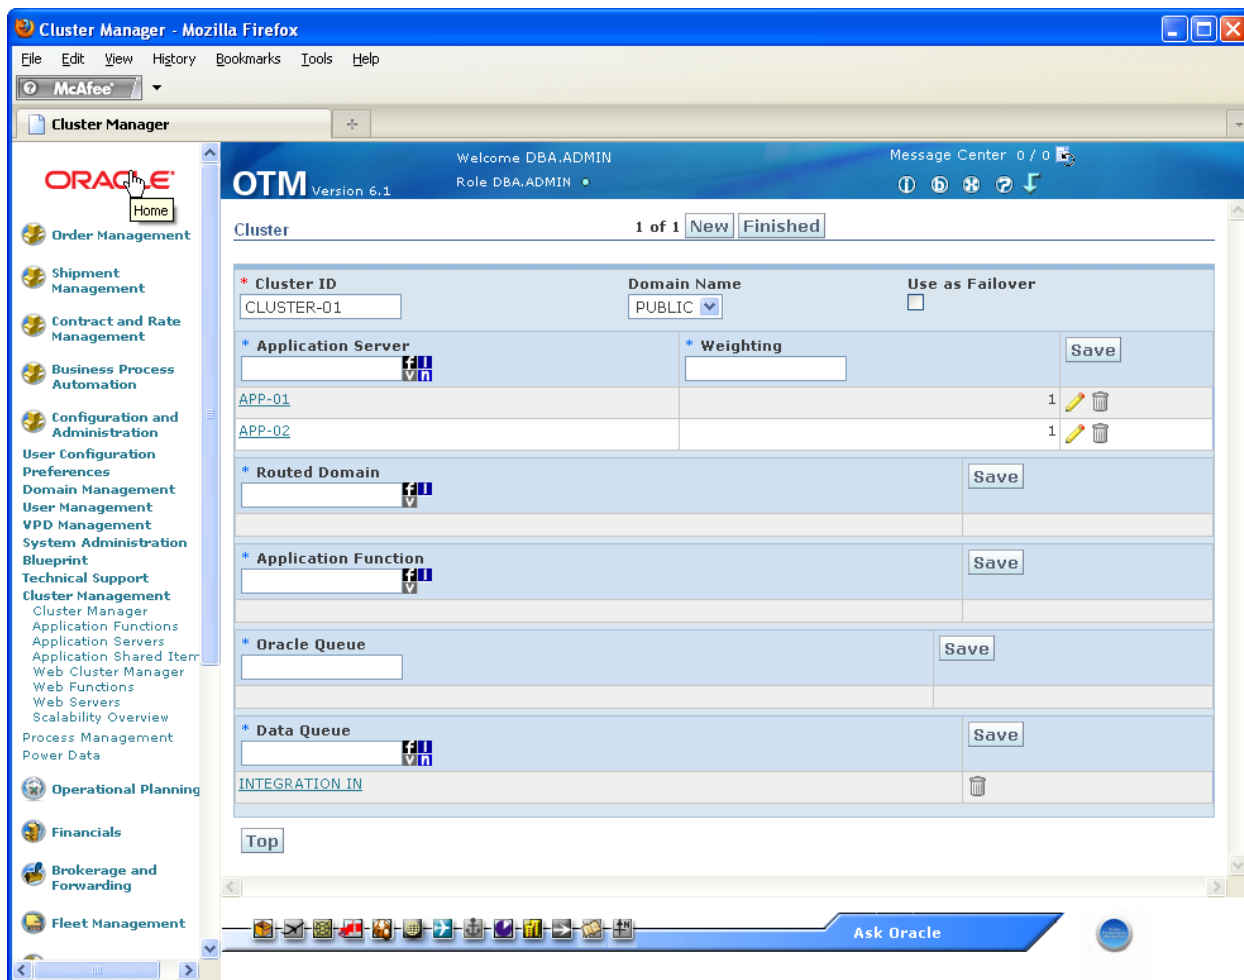 Cluster Manager - Mozilla Firefox
File Edit View History Bookmarks Tools Help
McAfee
Cluster Manager
ORACLE
Home
Order Management
Shipment
Management
Contract and Rate
Management
Business Process
Automation
Configuration and
Administration
User Configuration
Preferences
Domain Management
User Management
VPD Management
System Administration
Blueprint
Technical Support
Cluster Management
Cluster Manager
Application Functions
Application Servers
Application Shared Item
Web Cluster Manager
Web Functions
Web Servers
Scalability Overview
Process Management
Power Data
Operational Planning
Financials
Brokerage and
Forwarding
Fleet Management
OTM Version 6.1
Welcome DBA.ADMIN
Role DBA.ADMIN
Message Center 0 / 0
Cluster 1 of 1 New Finished
* Cluster ID Domain Name Use as Failover
CLUSTER-01 PUBLIC
* Application Server * Weighting Save
APP-01 1
APP-02 1
* Routed Domain Save
* Application Function Save
* Oracle Queue Save
* Data Queue Save
INTEGRATION IN
Top
Ask Oracle